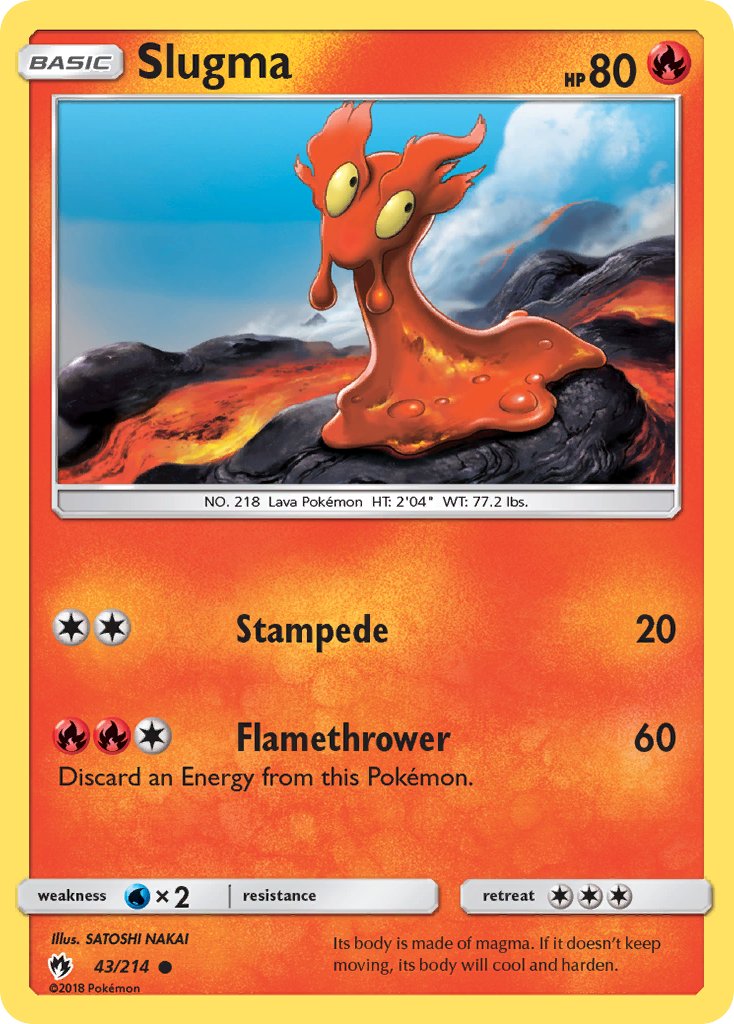 BASIC Slugma HP 80
NO. 218 Lava Pokémon HT: 2'04" WT: 77.2 lbs.
Stampede 20
Flamethrower 60
Discard an Energy from this Pokémon.
weakness × 2 resistance retreat
Illus. SATOSHI NAKAI
43/214
©2018 Pokémon
Its body is made of magma. If it doesn't keep
moving, its body will cool and harden.